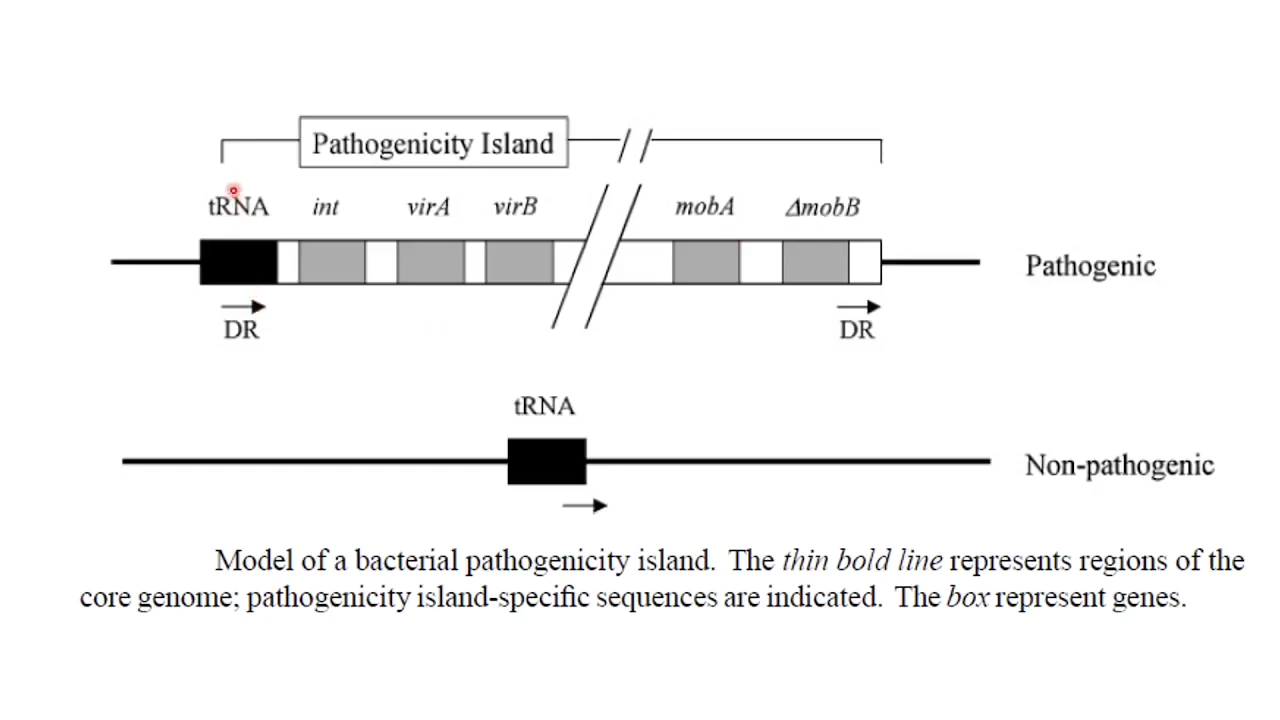 Pathogenicity Island
tRNA int virA virB mobA ΔmobB
Pathogenic
DR DR
tRNA
Non-pathogenic
Model of a bacterial pathogenicity island. The thin bold line represents regions of the
core genome; pathogenicity island-specific sequences are indicated. The box represent genes.